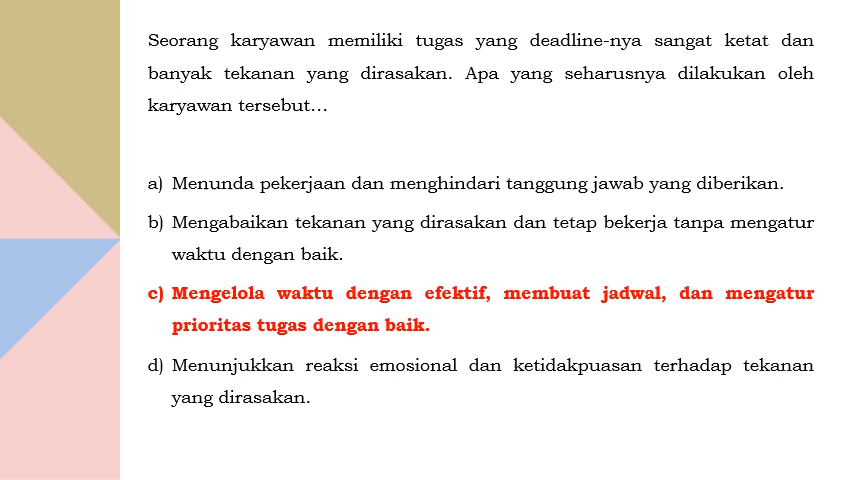 Seorang karyawan memiliki tugas yang deadline-nya sangat ketat dan
banyak tekanan yang dirasakan. Apa yang seharusnya dilakukan oleh
karyawan tersebut…
a) Menunda pekerjaan dan menghindari tanggung jawab yang diberikan.
b) Mengabaikan tekanan yang dirasakan dan tetap bekerja tanpa mengatur
waktu dengan baik.
c) Mengelola waktu dengan efektif, membuat jadwal, dan mengatur
prioritas tugas dengan baik.
d) Menunjukkan reaksi emosional dan ketidakpuasan terhadap tekanan
yang dirasakan.